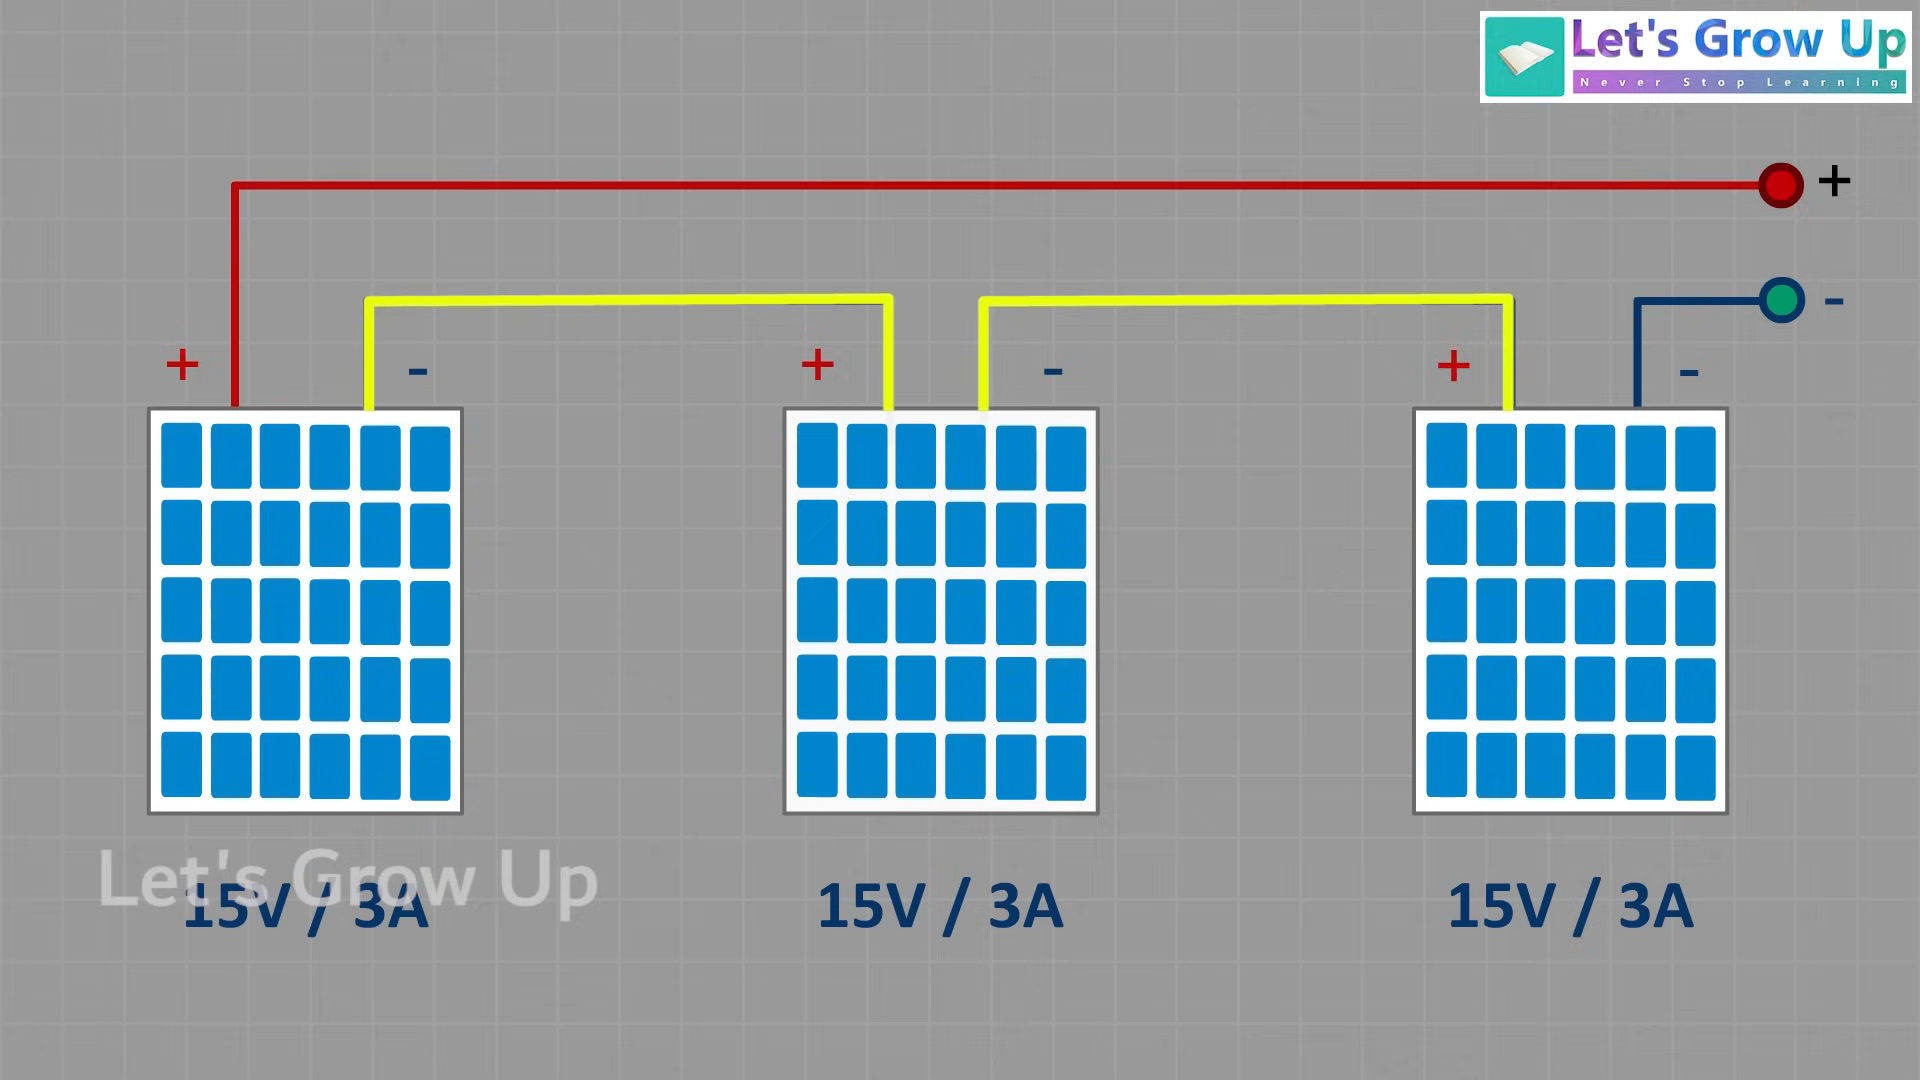 Let's Grow Up
Never Stop Learning
+
-
+ -
+ -
+ -
Let's Grow Up
15V / 3A
15V / 3A
15V / 3A